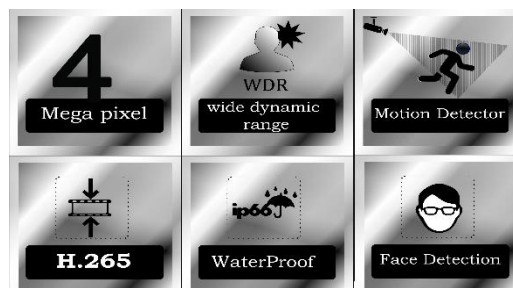 4
Mega pixel
WDR
wide dynamic
range
Motion Detector
H.265
ip66
WaterProof
Face Detection